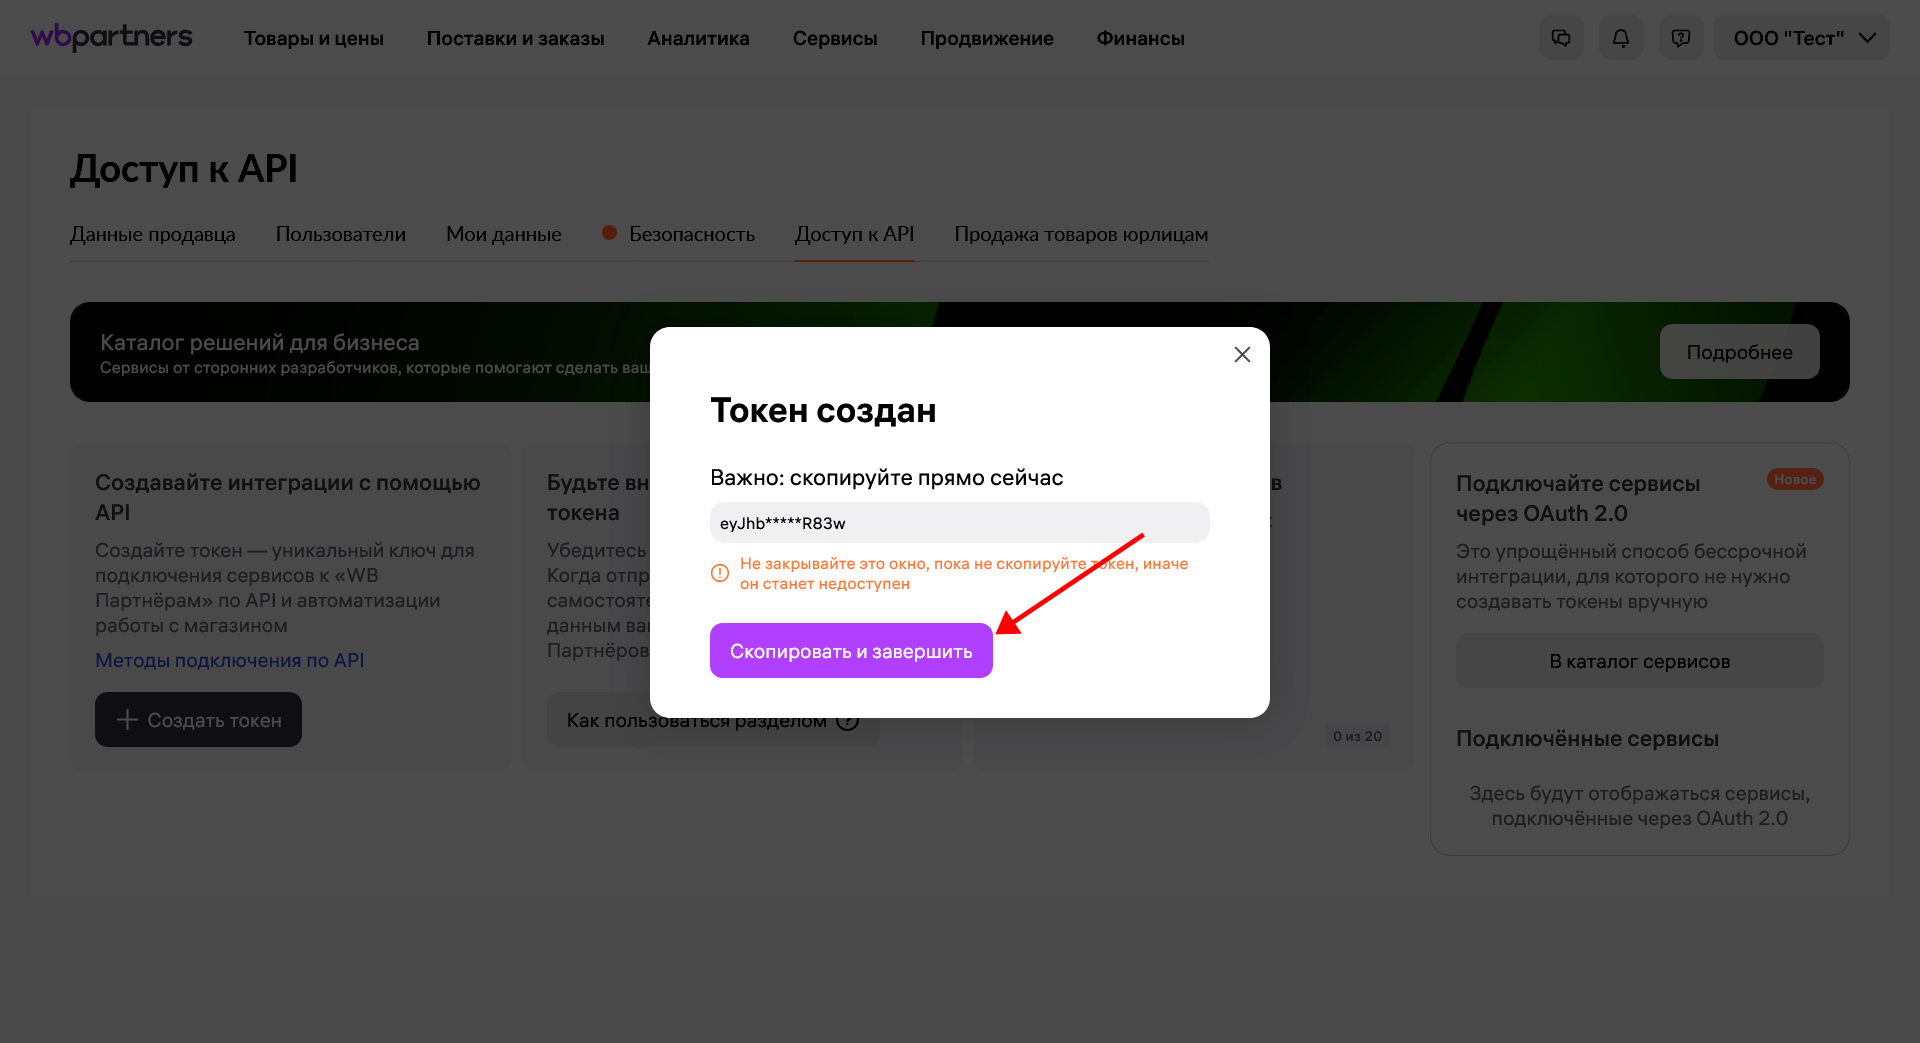 wbpartners
Товары и цены
Поставки и заказы
Аналитика
Сервисы
Продвижение
Финансы
ООО "Тест"
Доступ к API
Данные продавца
Пользователи
Мои данные
Безопасность
Доступ к API
Продажа товаров юрлицам
Каталог решений для бизнеса
Сервисы от сторонних разработчиков, которые помогают сделать ваш
Подробнее
Создавайте интеграции с помощью
API
Создайте токен — уникальный ключ для
подключения сервисов к «WB
Партнёрам» по API и автоматизации
работы с магазином
Методы подключения по API
Создать токен
Будьте вн
токена
Убедитесь
Когда отпр
самостояте
данным ва
Партнёров
Как пользоваться разделом
Токен создан
Важно: скопируйте прямо сейчас
eyJhb*****R83w
Не закрывайте это окно, пока не скопируйте токен, иначе
он станет недоступен
Скопировать и завершить
в
0 из 20
Подключайте сервисы
через OAuth 2.0
Новое
Это упрощённый способ бессрочной
интеграции, для которого не нужно
создавать токены вручную
В каталог сервисов
Подключённые сервисы
Здесь будут отображаться сервисы,
подключённые через OAuth 2.0